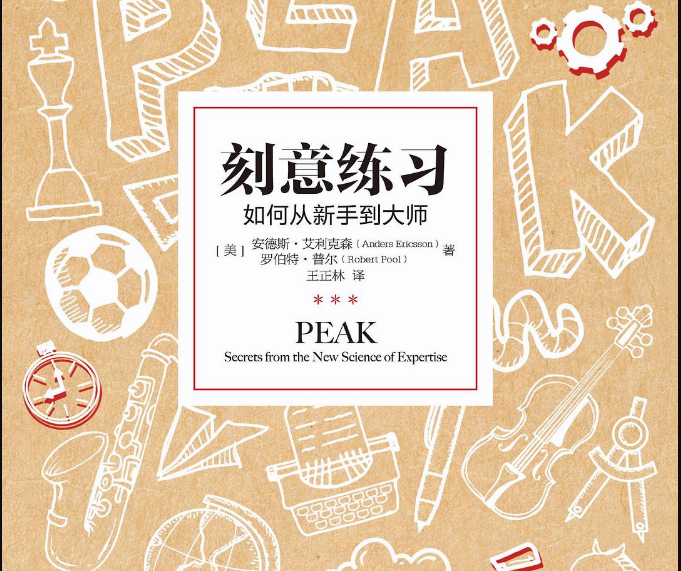 PEAK
刻意练习
如何从新手到大师
[美] 安德斯·艾利克森(Anders Ericsson)
罗伯特·普尔(Robert Pool) 著
王正林 译
***
PEAK
Secrets from the New Science of Expertise